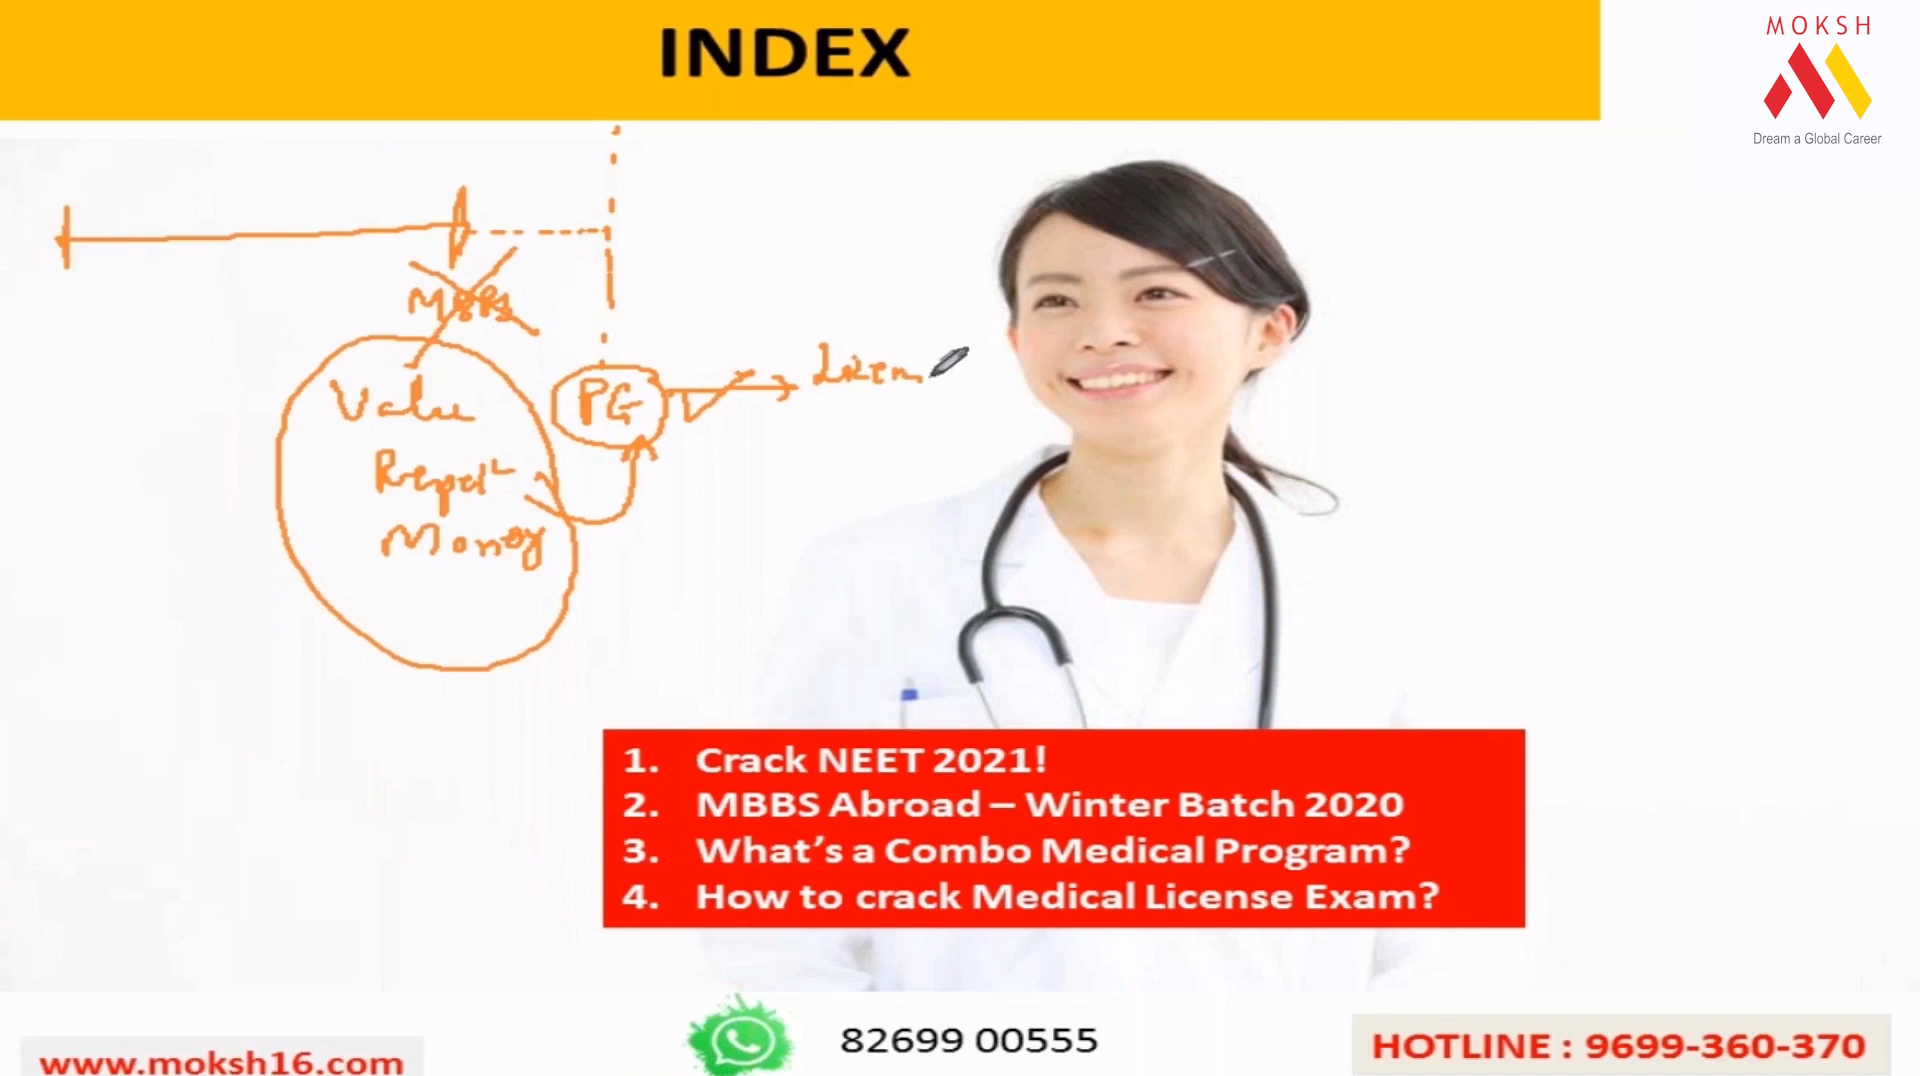 INDEX
MOKSH
Dream a Global Career
MBBS
Value
PG
Money
1. Crack NEET 2021!
2. MBBS Abroad – Winter Batch 2020
3. What's a Combo Medical Program?
4. How to crack Medical License Exam?
www.moksh16.com
82699 00555
HOTLINE : 9699-360-370